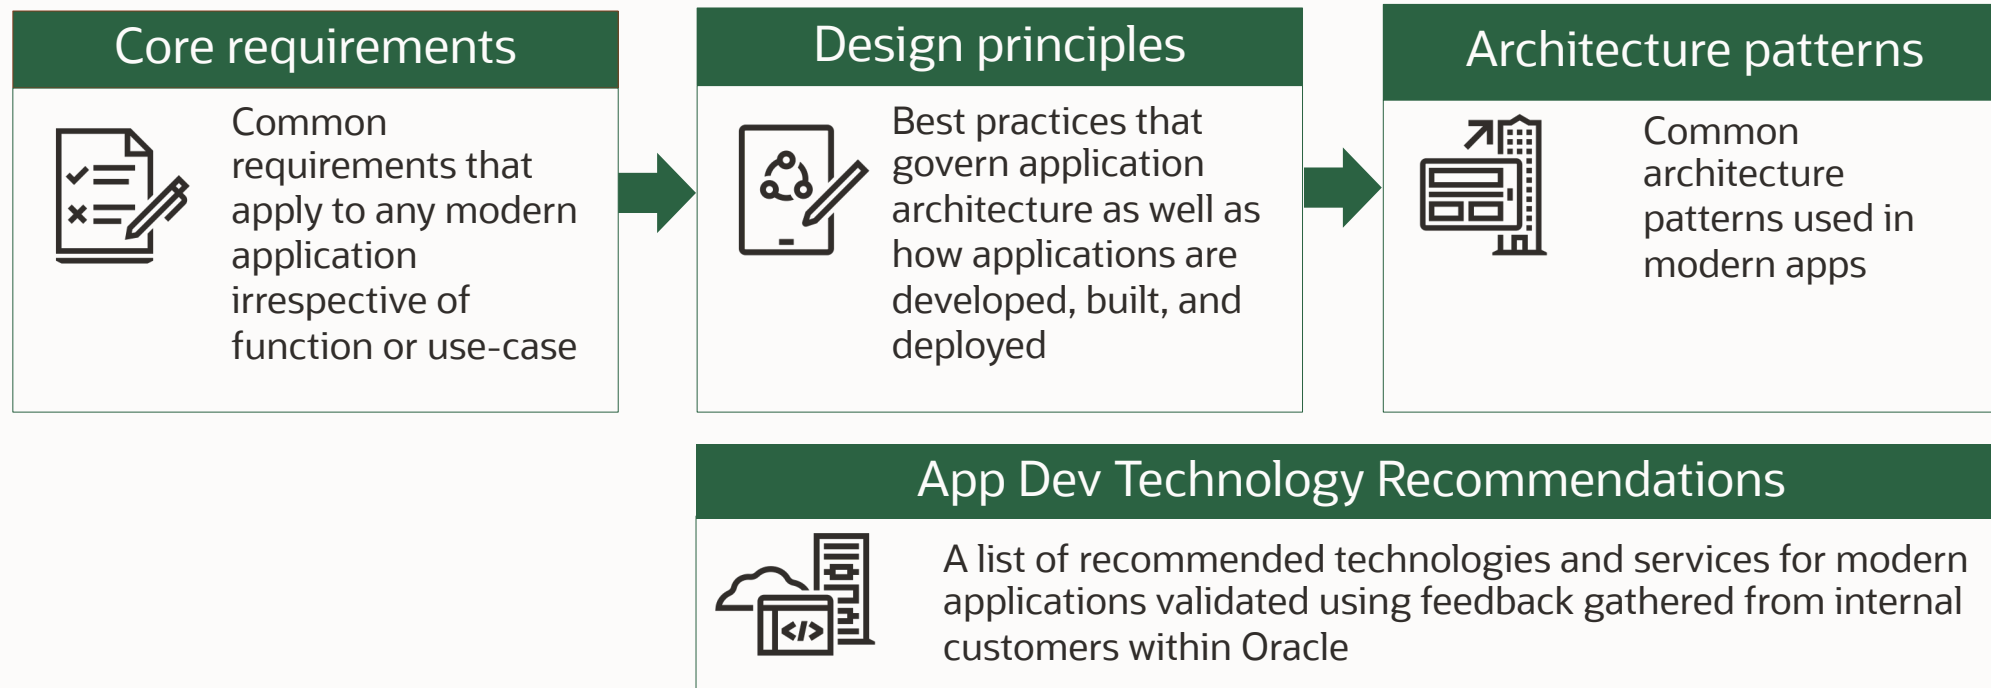 Core requirements
Common
requirements that
apply to any modern
application
irrespective of
function or use-case
Design principles
Best practices that
govern application
architecture as well as
how applications are
developed, built, and
deployed
Architecture patterns
Common
architecture
patterns used in
modern apps
App Dev Technology Recommendations
</>
A list of recommended technologies and services for modern
applications validated using feedback gathered from internal
customers within Oracle